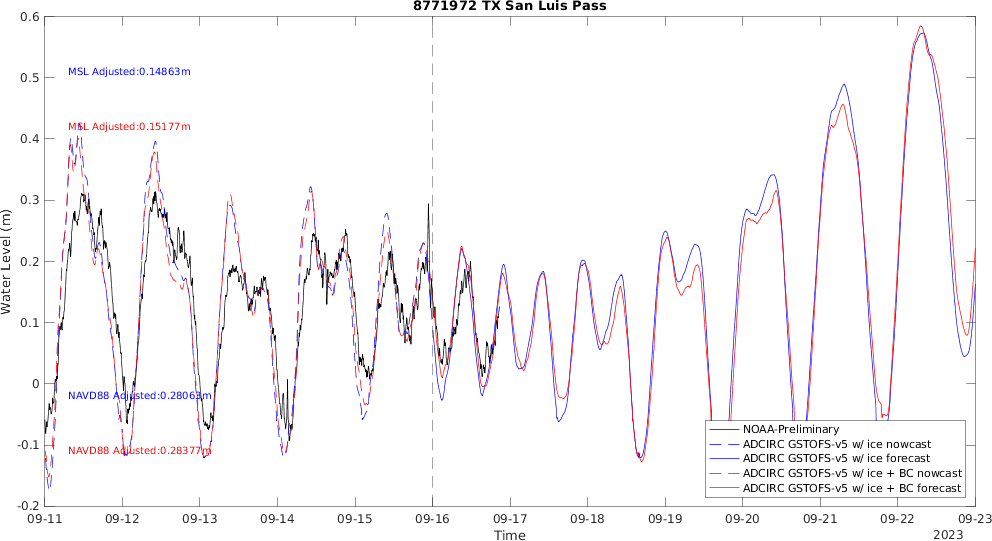 8771972 TX San Luis Pass
0.6
0.5
0.4
0.3
0.2
0.1
0
-0.1
-0.2
Water Level (m)
MSL Adjusted:0.14863m
MSL Adjusted:0.15177m
NAVD88 Adjusted:0.28063m
NAVD88 Adjusted:0.28377m
NOAA-Preliminary
ADCIRC GSTOFS-v5 w/ ice nowcast
ADCIRC GSTOFS-v5 w/ ice forecast
ADCIRC GSTOFS-v5 w/ ice + BC nowcast
ADCIRC GSTOFS-v5 w/ ice + BC forecast
09-11 09-12 09-13 09-14 09-15 09-16 09-17 09-18 09-19 09-20 09-21 09-22 09-23
Time
2023